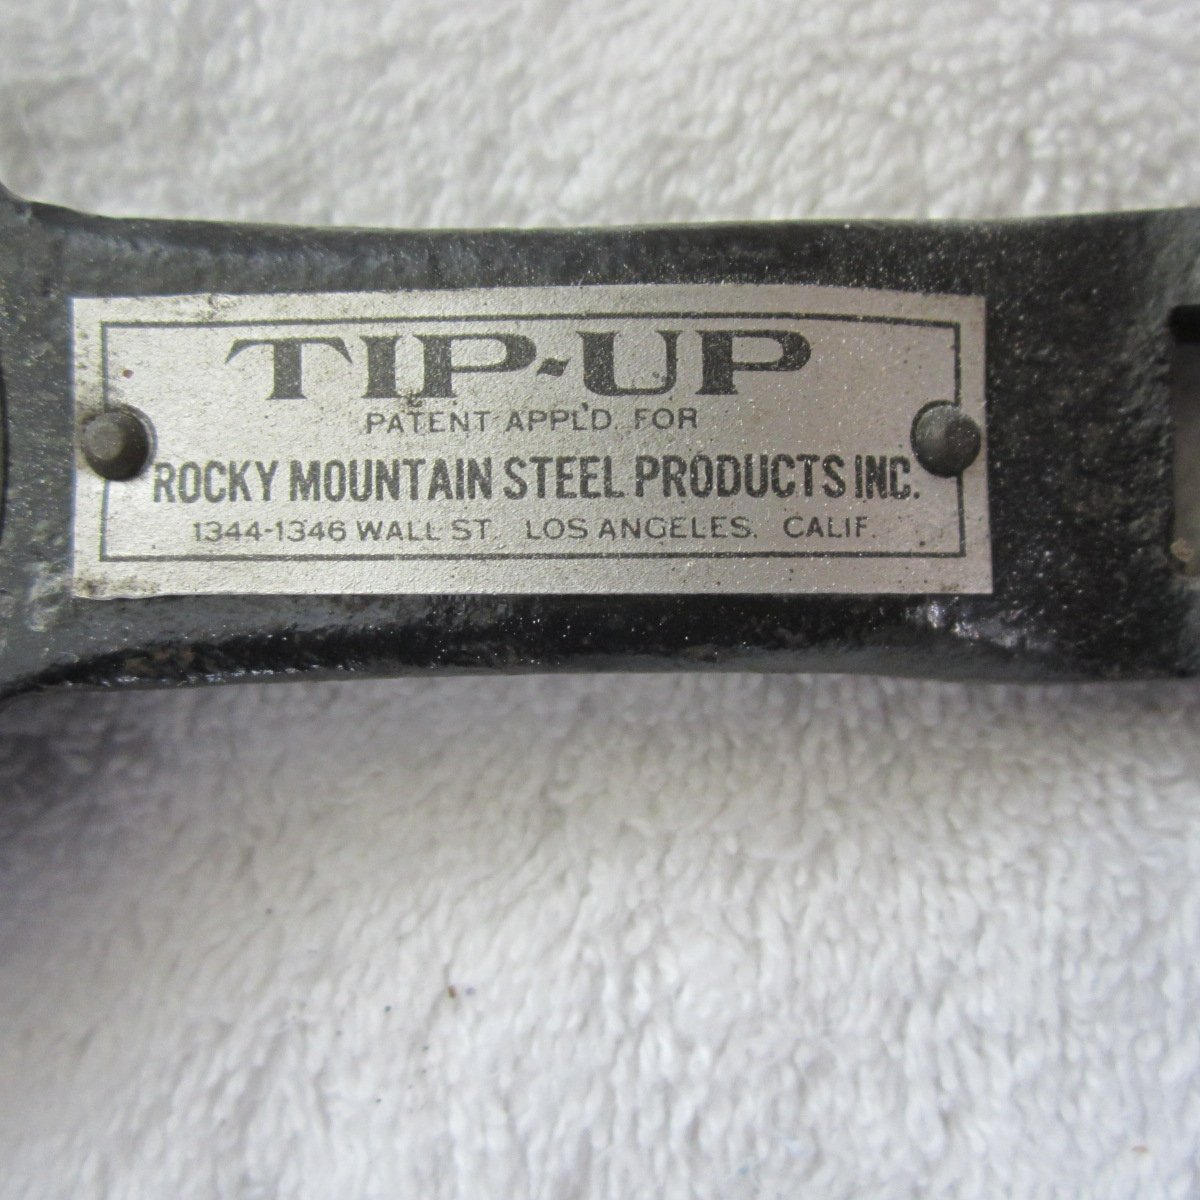 TIP-UP
PATENT APPL'D. FOR
ROCKY MOUNTAIN STEEL PRODUCTS INC.
1344-1346 WALL ST. LOS ANGELES, CALIF.